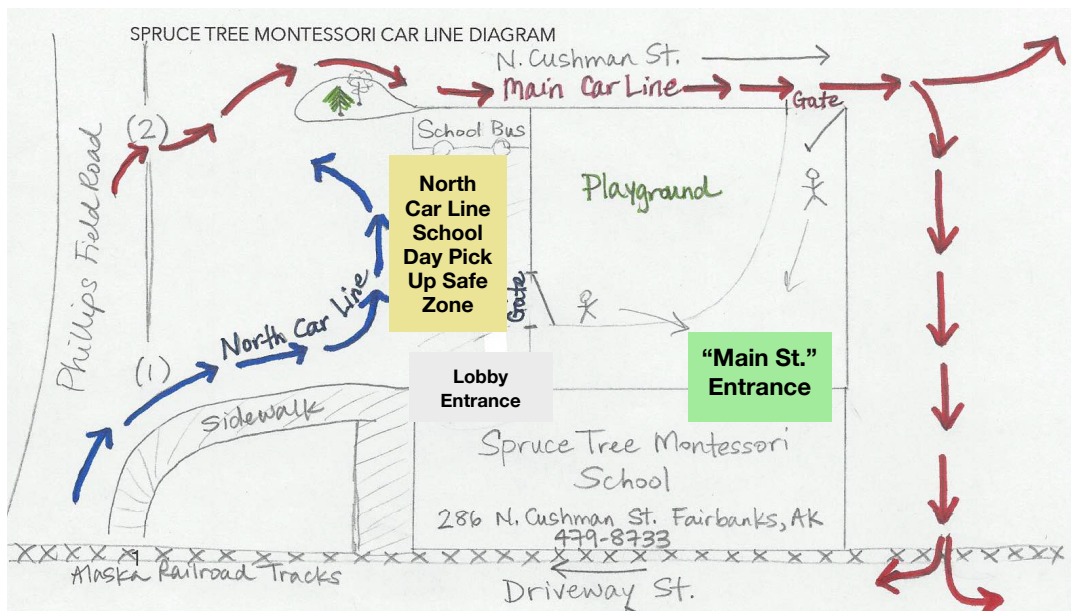 SPRUCE TREE MONTESSORI CAR LINE DIAGRAM
N. Cushman St.
Main Car Line
Gate
(2)
School Bus
Phillips Field Road
North
Car Line
School
Day Pick
Up Safe
Zone
Playground
Gate
North Car Line
(1)
Lobby
Entrance
“Main St.”
Entrance
Sidewalk
Spruce Tree Montessori
School
286 N. Cushman St. Fairbanks, AK
479-8733
Alaska Railroad Tracks
Driveway St.